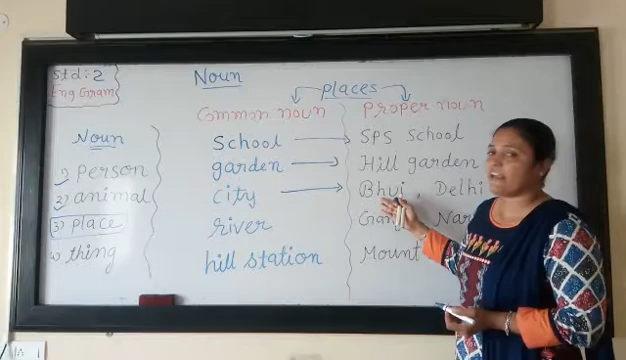 Std:-2
Eng Gram
Noun
places
Common noun
Proper noun
Noun
1) person
2) animal
3) place
4) thing
School
SPS School
garden
Hill garden
city
Bhuj, Delhi
river
hill station
Mount